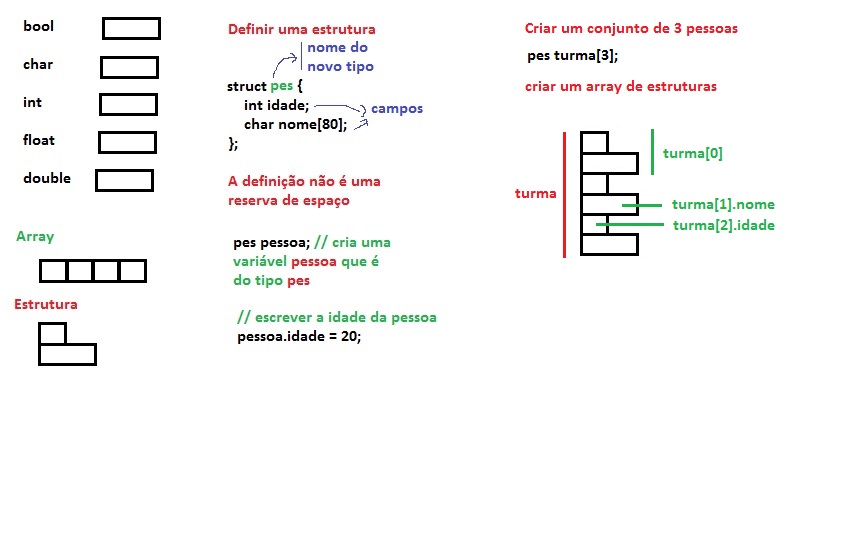 bool
char
int
float
double
Array
Estrutura
Definir uma estrutura
nome do
novo tipo
struct pes {
int idade;
char nome[80];
campos
};
A definição não é uma
reserva de espaço
pes pessoa; // cria uma
variável pessoa que é
do tipo pes
// escrever a idade da pessoa
pessoa.idade = 20;
Criar um conjunto de 3 pessoas
pes turma[3];
criar um array de estruturas
turma[0]
turma
turma[1].nome
turma[2].idade